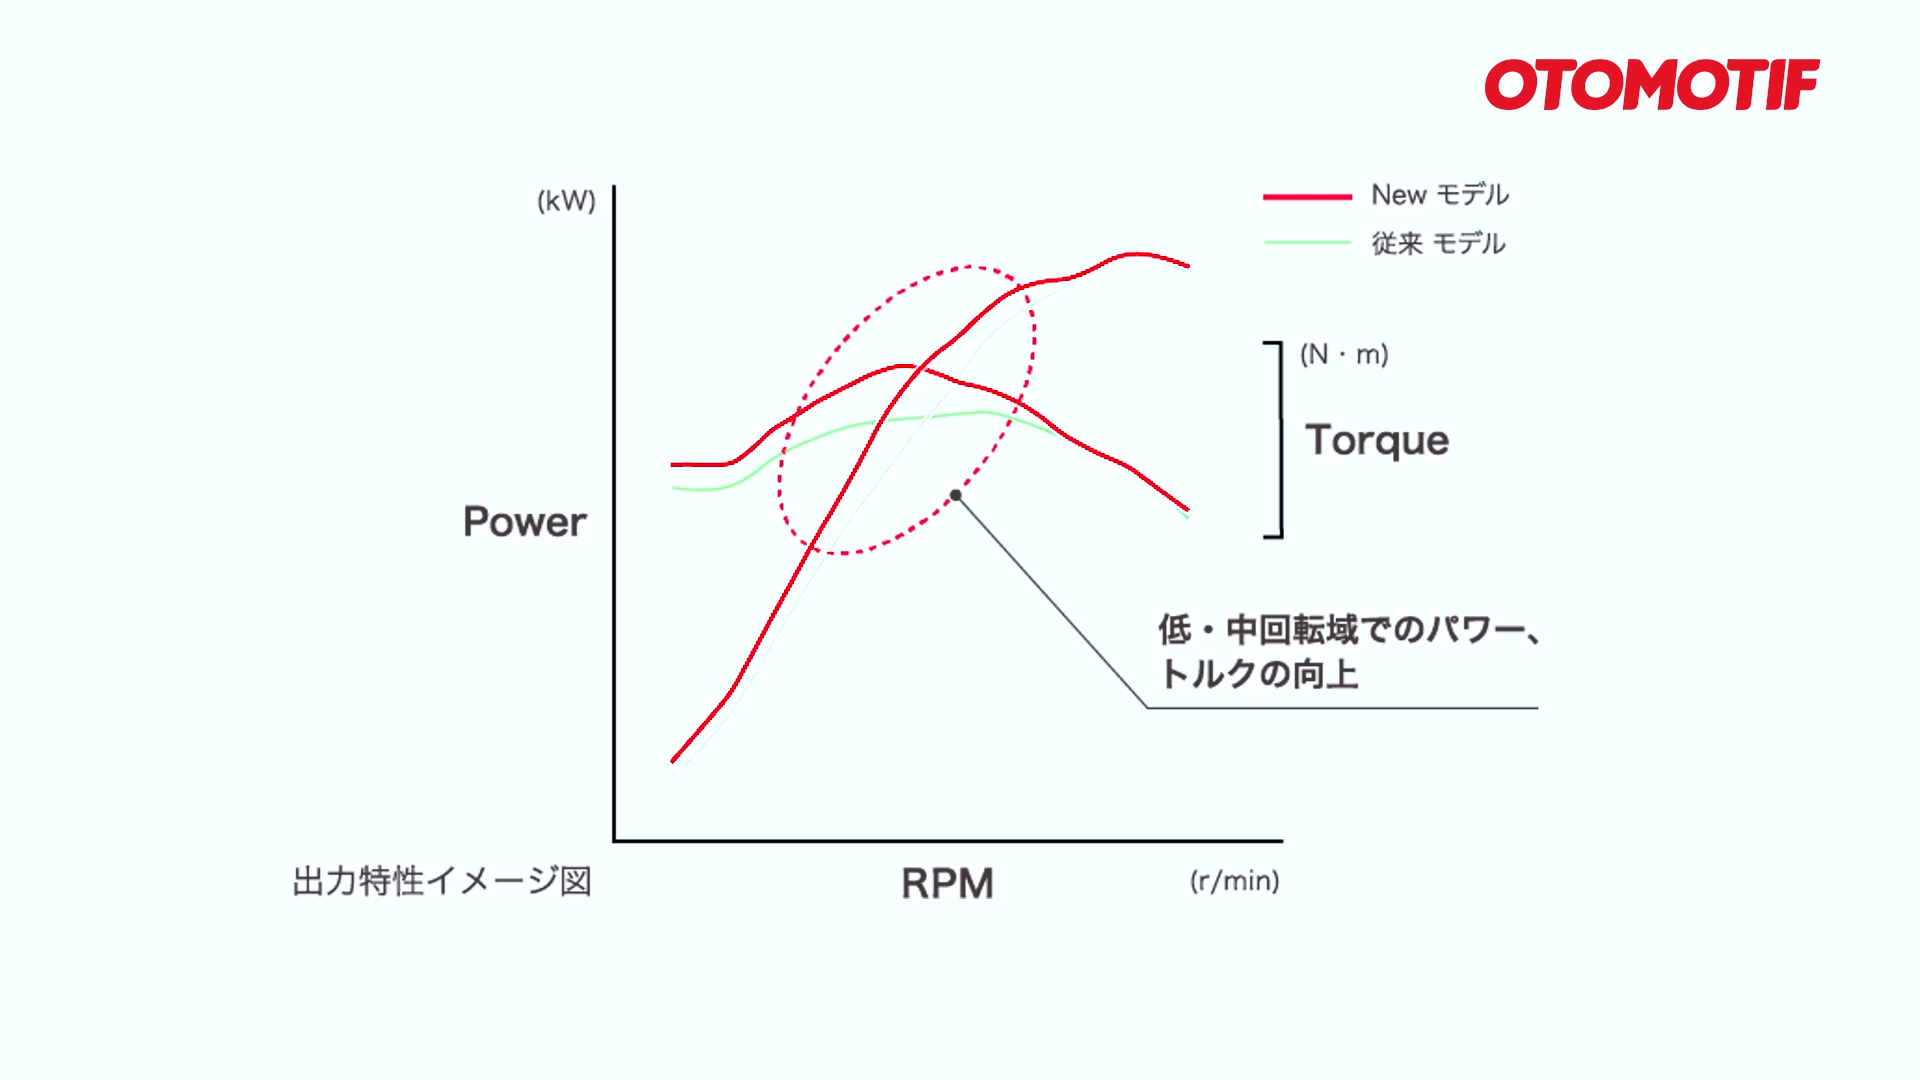 OTOMOTIF
(kW)
New モデル
従来 モデル
(N・m)
Torque
Power
低・中回転域でのパワー、
トルクの向上
出力特性イメージ図
RPM
(r/min)